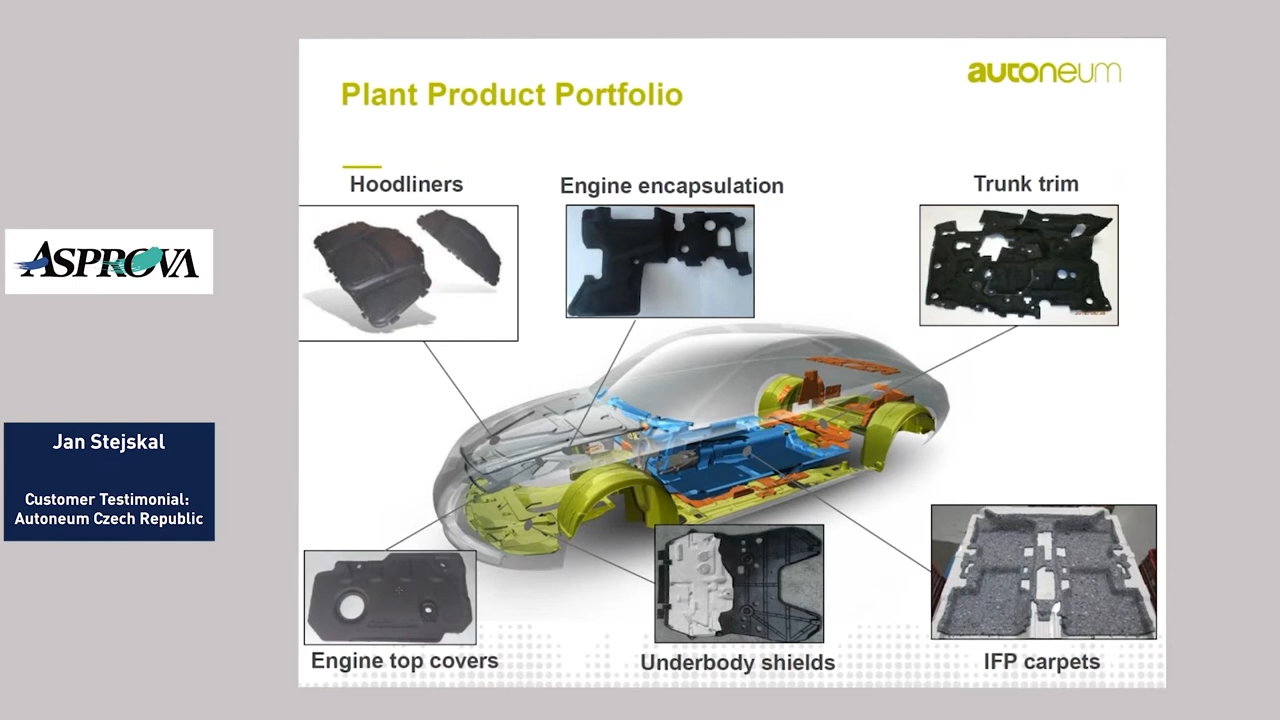 autoneum
Plant Product Portfolio
Hoodliners
Engine encapsulation
Trunk trim
ASPROVA
Jan Stejskal
Customer Testimonial:
Autoneum Czech Republic
Engine top covers
Underbody shields
IFP carpets